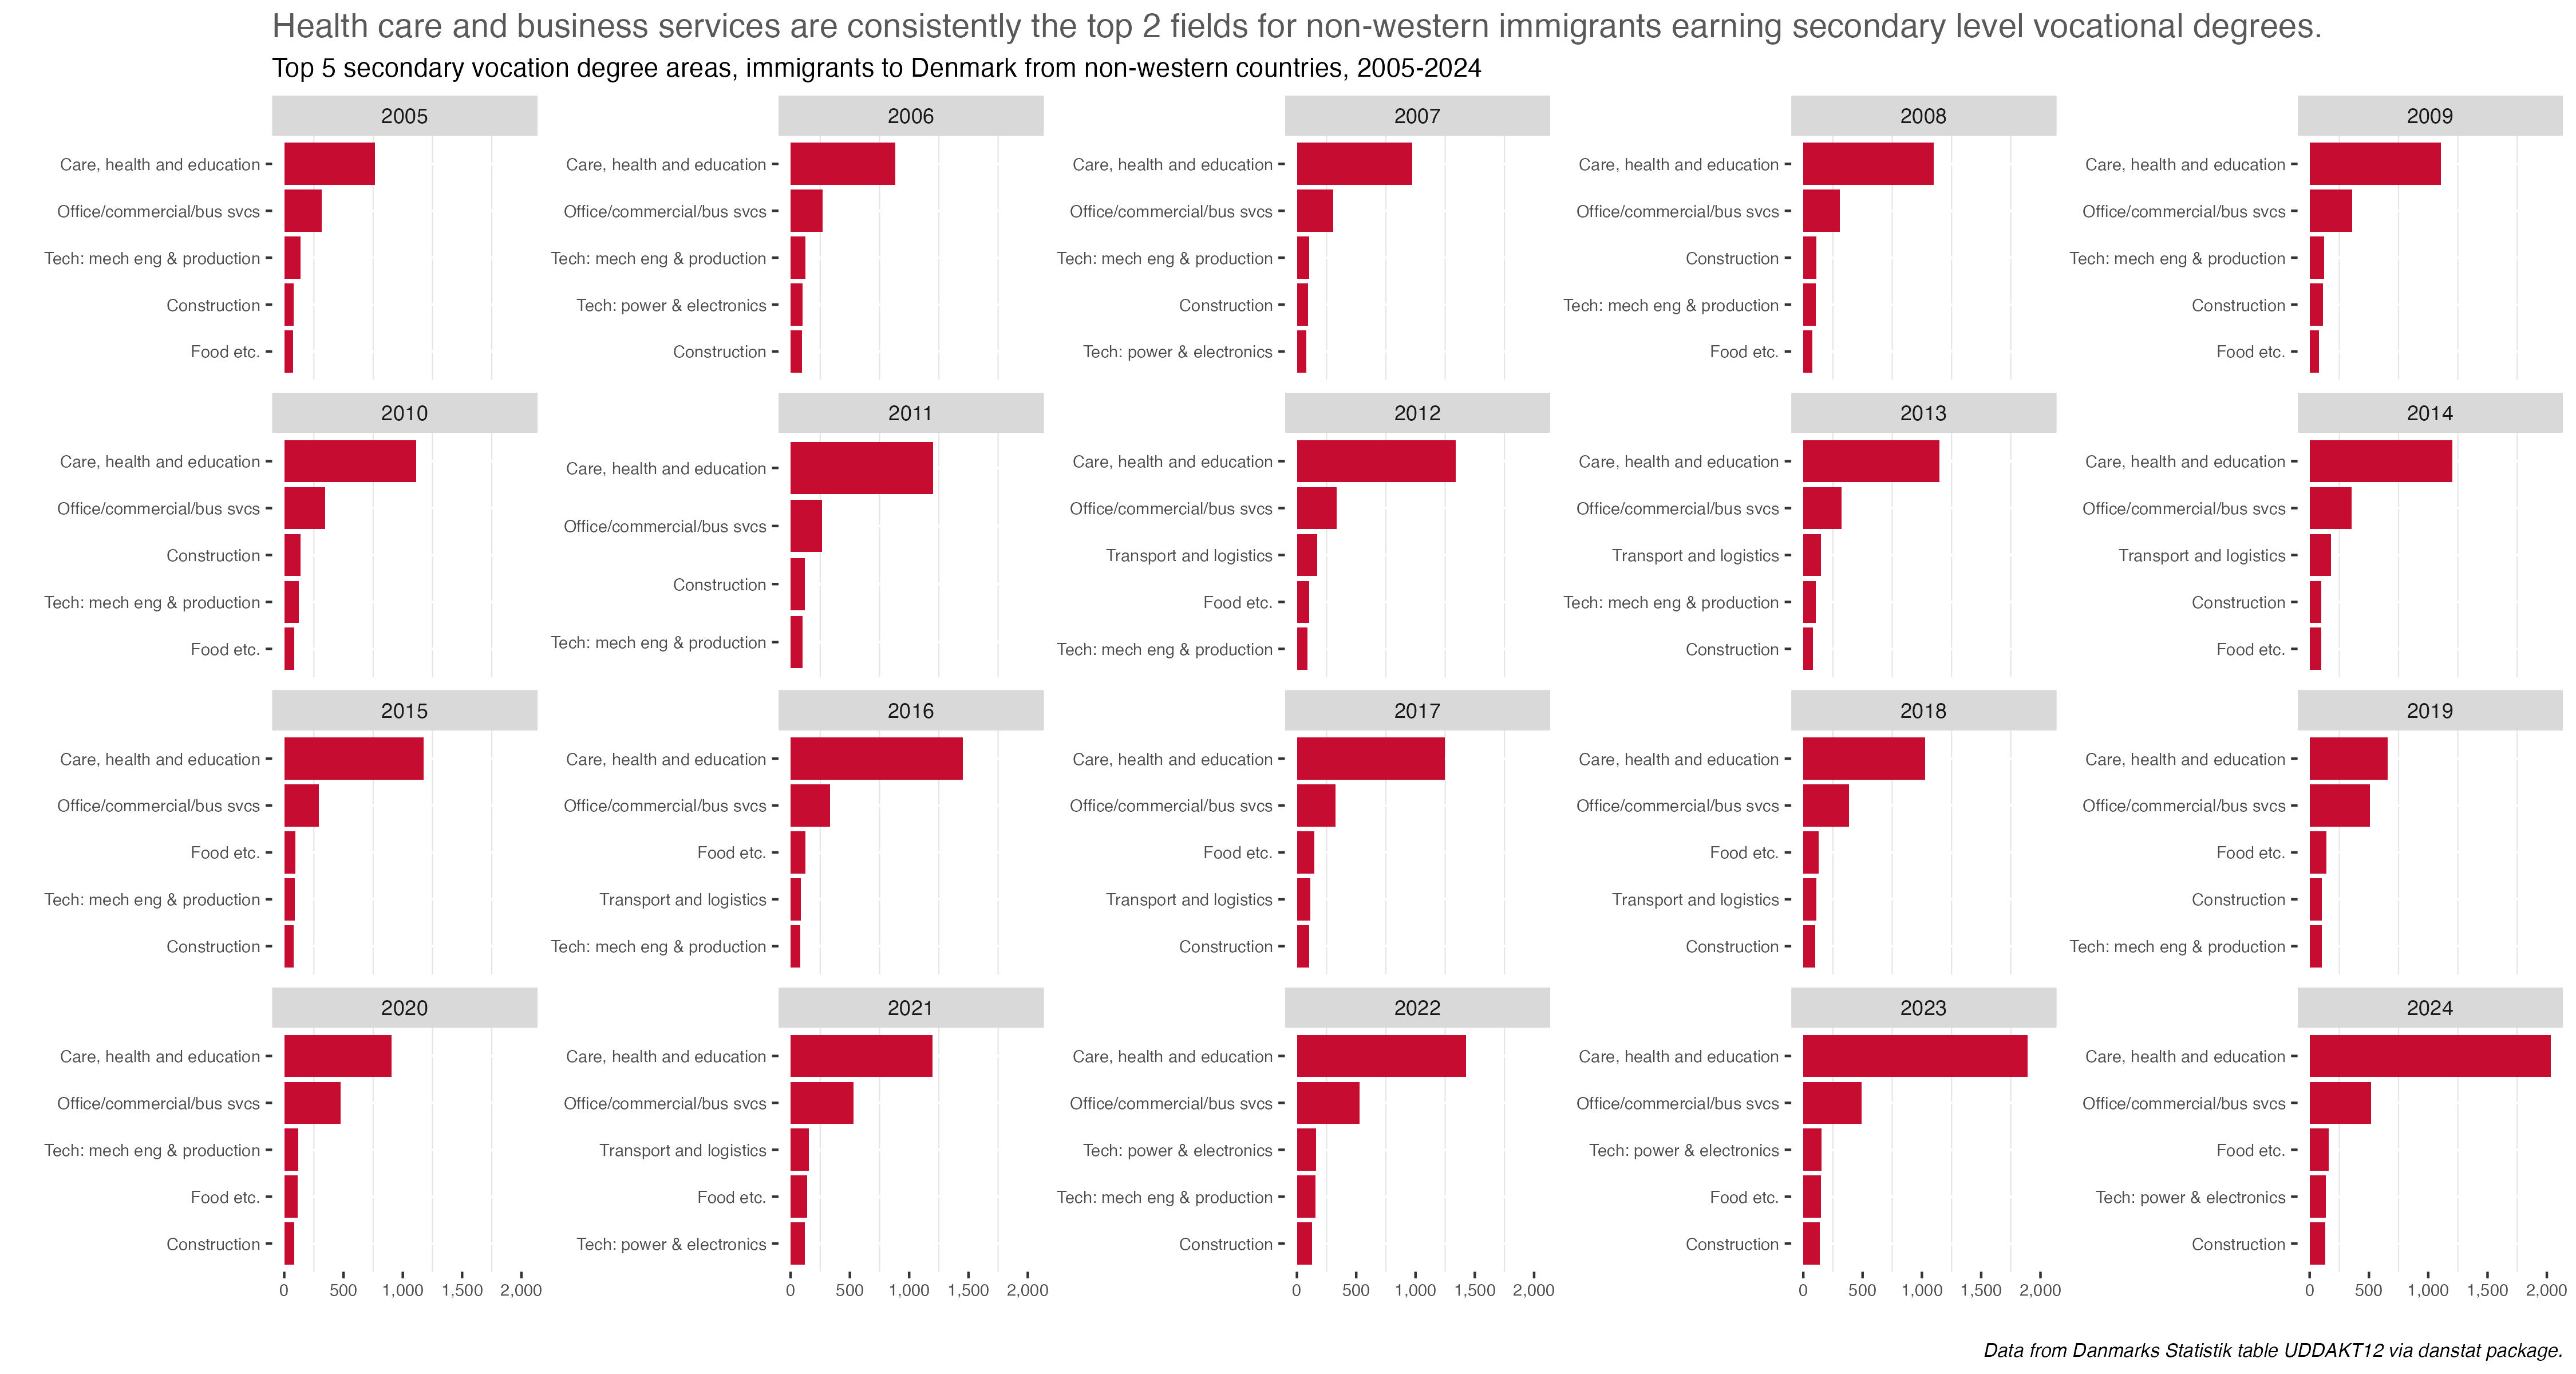 Health care and business services are consistently the top 2 fields for non-western immigrants earning secondary level vocational degrees.
Top 5 secondary vocation degree areas, immigrants to Denmark from non-western countries, 2005-2024
2005
Care, health and education
Office/commercial/bus svcs
Tech: mech eng & production
Construction
Food etc.
2006
Care, health and education
Office/commercial/bus svcs
Tech: mech eng & production
Tech: power & electronics
Construction
2007
Care, health and education
Office/commercial/bus svcs
Tech: mech eng & production
Construction
Tech: power & electronics
2008
Care, health and education
Office/commercial/bus svcs
Construction
Tech: mech eng & production
Food etc.
2009
Care, health and education
Office/commercial/bus svcs
Tech: mech eng & production
Construction
Food etc.
2010
Care, health and education
Office/commercial/bus svcs
Construction
Tech: mech eng & production
Food etc.
2011
Care, health and education
Office/commercial/bus svcs
Construction
Tech: mech eng & production
2012
Care, health and education
Office/commercial/bus svcs
Transport and logistics
Food etc.
Tech: mech eng & production
2013
Care, health and education
Office/commercial/bus svcs
Transport and logistics
Tech: mech eng & production
Construction
2014
Care, health and education
Office/commercial/bus svcs
Transport and logistics
Construction
Food etc.
2015
Care, health and education
Office/commercial/bus svcs
Food etc.
Tech: mech eng & production
Construction
2016
Care, health and education
Office/commercial/bus svcs
Food etc.
Transport and logistics
Tech: mech eng & production
2017
Care, health and education
Office/commercial/bus svcs
Food etc.
Transport and logistics
Construction
2018
Care, health and education
Office/commercial/bus svcs
Food etc.
Transport and logistics
Construction
2019
Care, health and education
Office/commercial/bus svcs
Food etc.
Construction
Tech: mech eng & production
2020
Care, health and education
Office/commercial/bus svcs
Tech: mech eng & production
Food etc.
Construction
0 500 1,000 1,500 2,000
2021
Care, health and education
Office/commercial/bus svcs
Transport and logistics
Food etc.
Tech: power & electronics
0 500 1,000 1,500 2,000
2022
Care, health and education
Office/commercial/bus svcs
Tech: power & electronics
Tech: mech eng & production
Construction
0 500 1,000 1,500 2,000
2023
Care, health and education
Office/commercial/bus svcs
Tech: power & electronics
Food etc.
Construction
0 500 1,000 1,500 2,000
2024
Care, health and education
Office/commercial/bus svcs
Food etc.
Tech: power & electronics
Construction
0 500 1,000 1,500 2,000
Data from Danmarks Statistik table UDDAKT12 via danstat package.